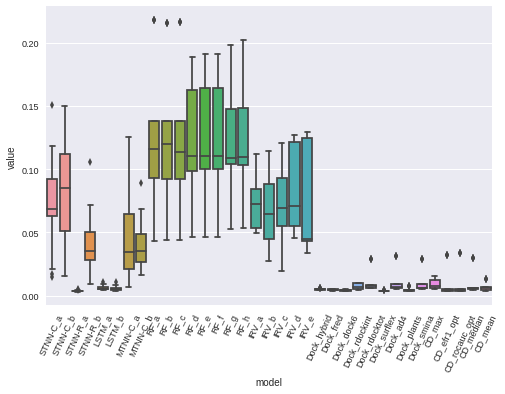 0.20
0.15
0.10
0.05
0.00
value
STNN-C_a
STNN-C_b
STNN-R_a
STNN-R_b
LSTM_a
LSTM_b
MTNN-C_a
MTNN-C_b
RF_a
RF_b
RF_c
RF_d
RF_e
RF_f
RF_g
RF_h
IRV_a
IRV_b
IRV_c
IRV_d
IRV_e
Dock_hybrid
Dock_fred
Dock_dock6
Dock_rdockint
Dock_rdocktot
Dock_surflex
Dock_ad4
Dock_plants
Dock_smina
CD_max
CD_efr1_opt
CD_rocauc_opt
CD_median
CD_mean
model